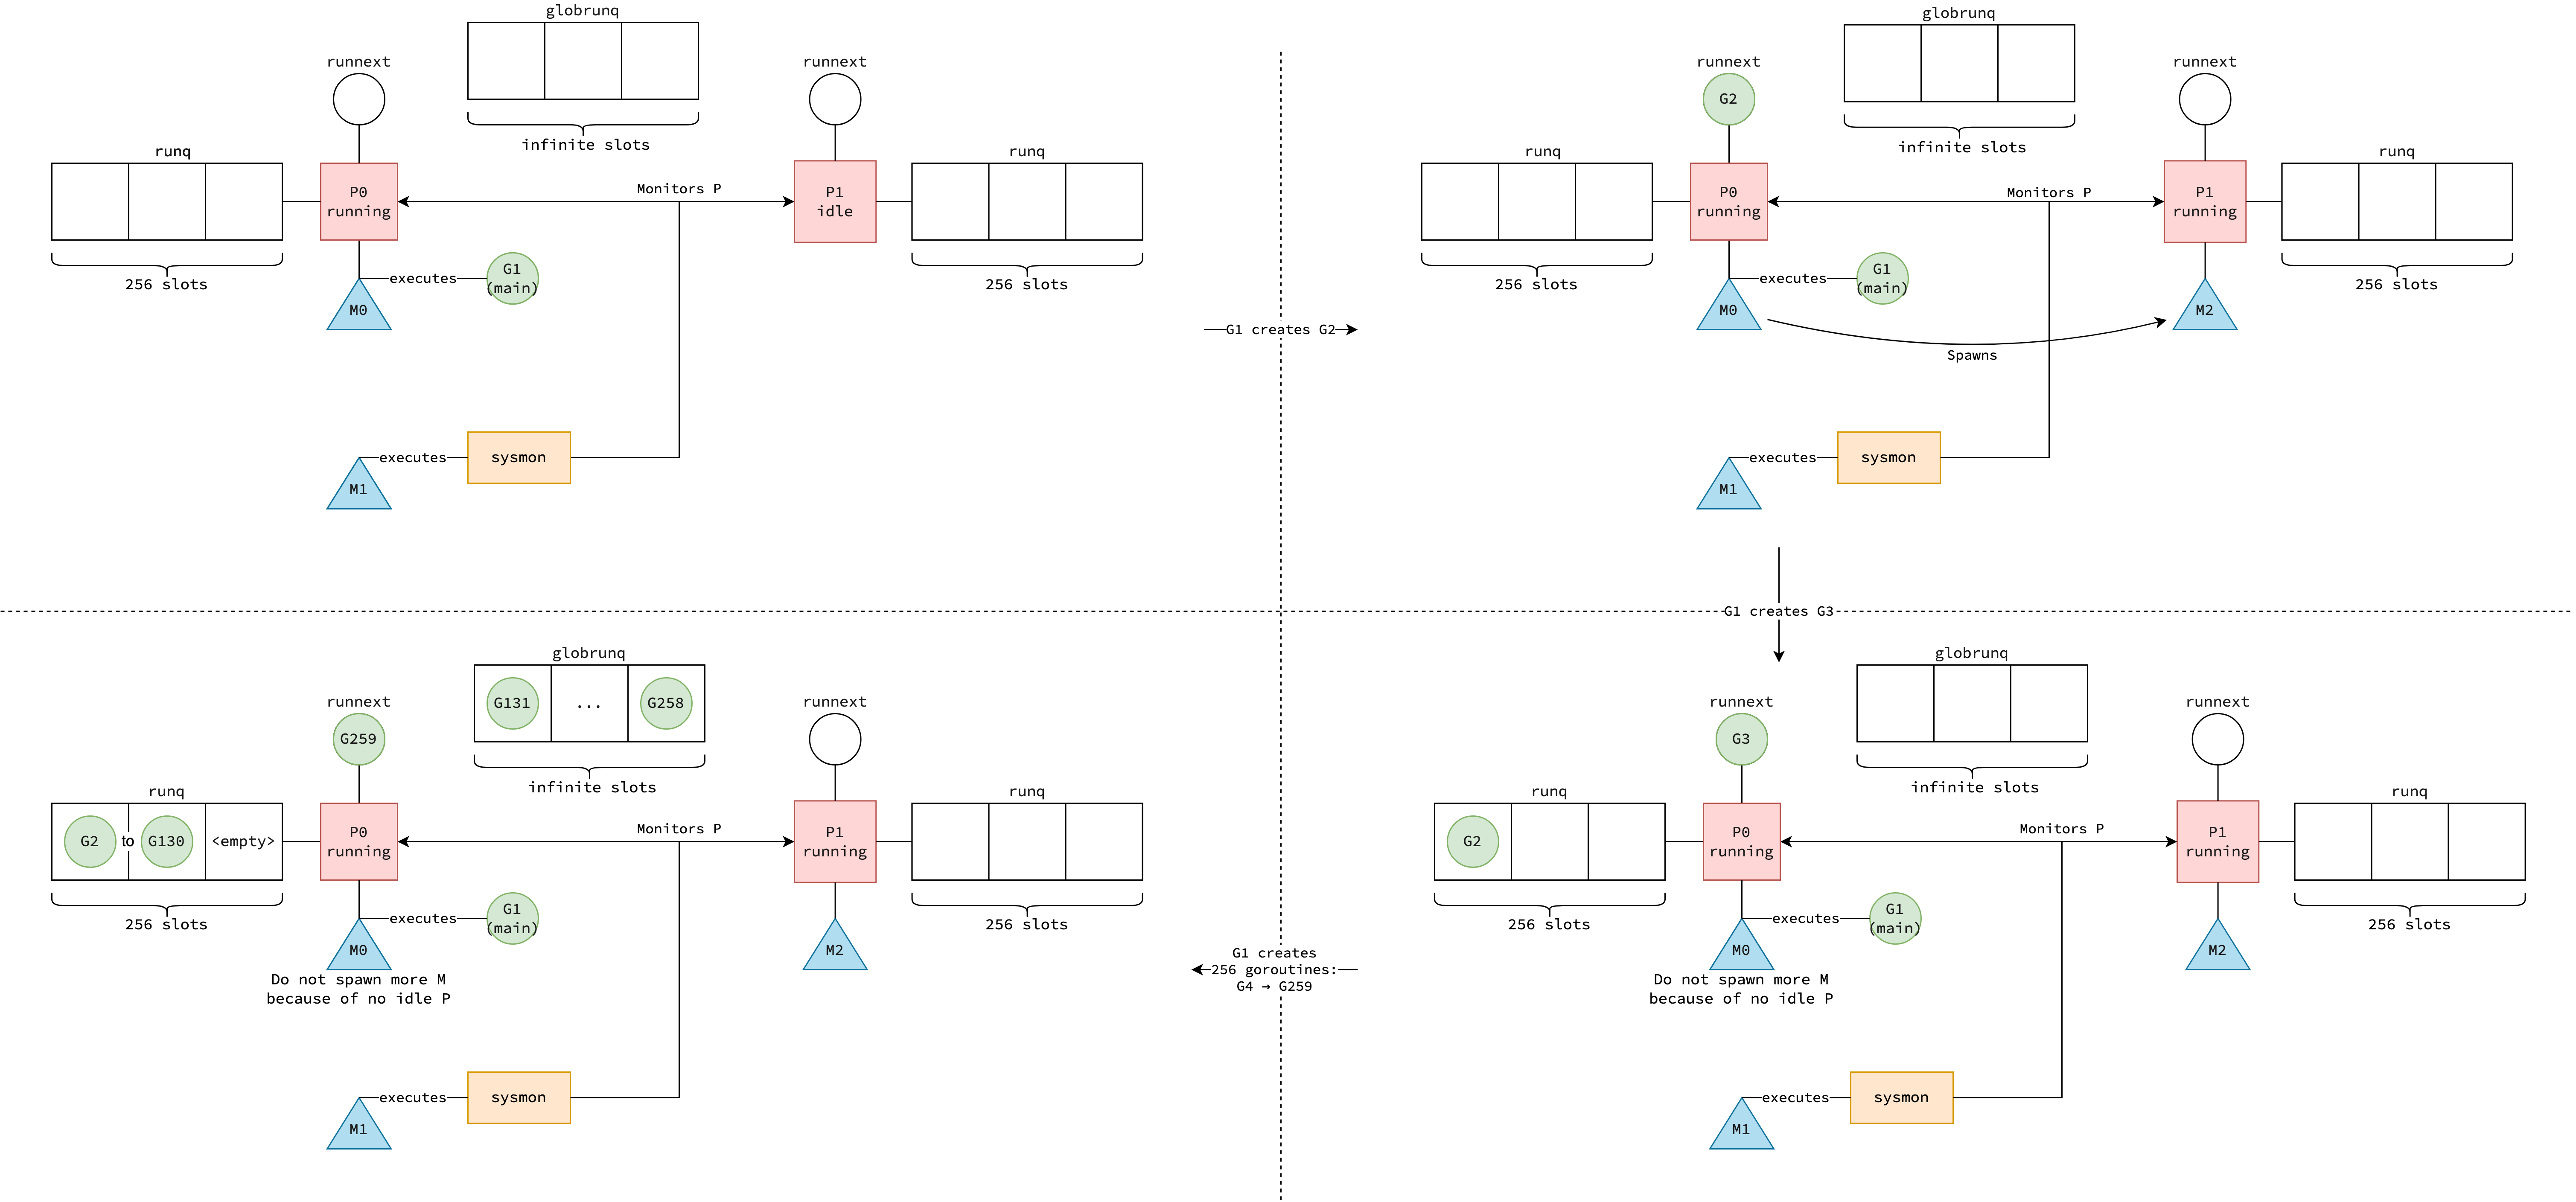 globrunq
runnext
runnext
infinite slots
runq
runq
P0
running
Monitors P
P1
idle
256 slots
executes
G1
(main)
256 slots
M0
executes
sysmon
M1
G1 creates G2
globrunq
runnext
G2
runnext
infinite slots
runq
runq
P0
running
Monitors P
P1
running
256 slots
executes
G1
(main)
256 slots
M0
M2
Spawns
executes
sysmon
M1
G1 creates G3
globrunq
runnext
G3
runnext
infinite slots
runq
runq
G2
P0
running
Monitors P
P1
running
256 slots
executes
G1
(main)
256 slots
M0
M2
Do not spawn more M
because of no idle P
executes
sysmon
M1
G1 creates
256 goroutines:
G4 → G259
globrunq
G131
...
G258
runnext
G259
runnext
infinite slots
runq
runq
G2 to G130 <empty>
P0
running
Monitors P
P1
running
256 slots
executes
G1
(main)
256 slots
M0
M2
Do not spawn more M
because of no idle P
executes
sysmon
M1